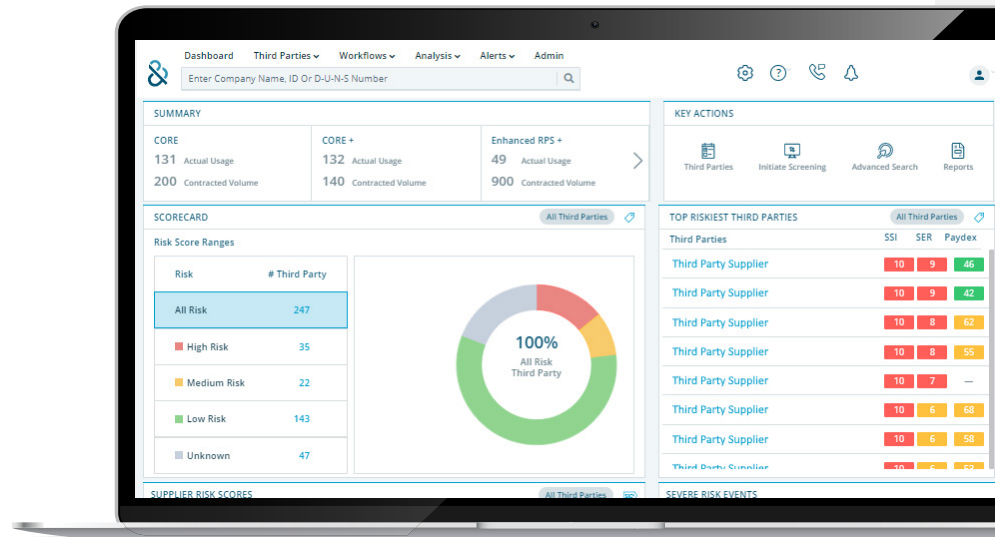 Dashboard Third Parties Workflows Analysis Alerts Admin
Enter Company Name, ID Or D-U-N-S Number
SUMMARY
CORE
131 Actual Usage
200 Contracted Volume
CORE +
132 Actual Usage
140 Contracted Volume
Enhanced RPS +
49 Actual Usage
900 Contracted Volume
KEY ACTIONS
Third Parties
Initiate Screening
Advanced Search
Reports
SCORECARD All Third Parties
Risk Score Ranges
Risk # Third Party
All Risk 247
High Risk 35
Medium Risk 22
Low Risk 143
Unknown 47
100%
All Risk
Third Party
TOP RISKIEST THIRD PARTIES All Third Parties
Third Parties SSI SER Paydex
Third Party Supplier 10 9 46
Third Party Supplier 10 9 42
Third Party Supplier 10 8 62
Third Party Supplier 10 8 55
Third Party Supplier 10 7 —
Third Party Supplier 10 6 68
Third Party Supplier 10 6 58
Third Party Supplier 10 6 53
SUPPLIER RISK SCORES All Third Parties
SEVERE RISK EVENTS